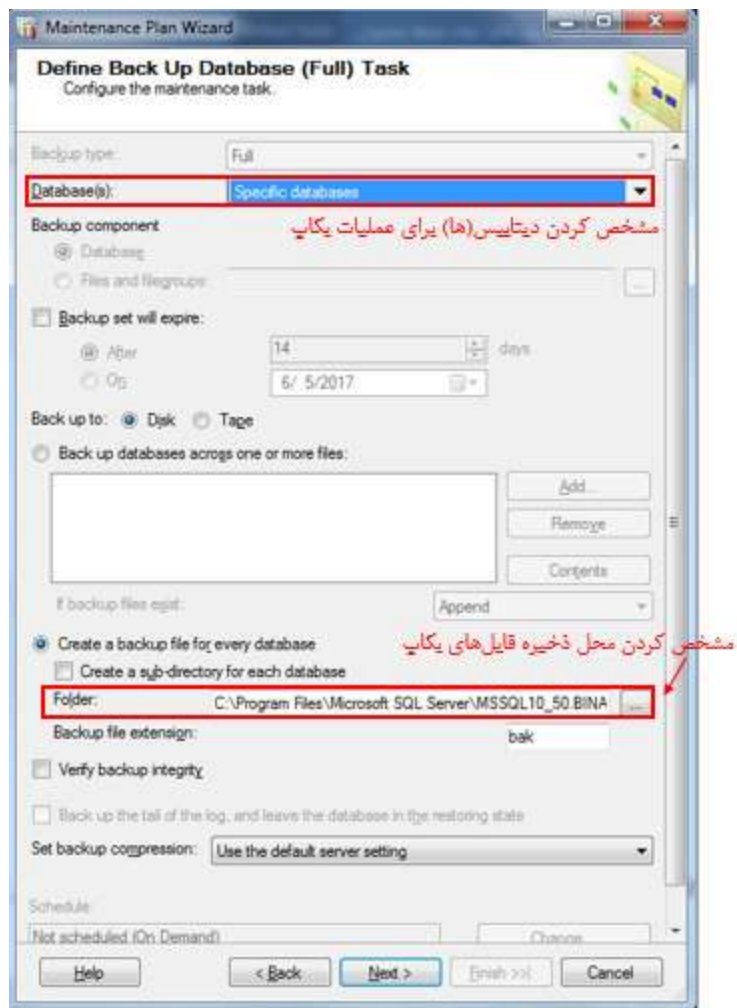 Maintenance Plan Wizard
Define Back Up Database (Full) Task
Configure the maintenance task.
Backup type: Full
Database(s): Specific databases
Backup component
مشخص کردن دیتابیس(ها) برای عملیات بکاپ
Database
Files and filegroups: ...
Backup set will expire:
After 14 days
On 6/ 5/2017
Back up to: Disk Tape
Back up databases across one or more files:
Add...
Remove
Contents
If backup files exist: Append
Create a backup file for every database
مشخص کردن محل ذخیره فایل‌های بکاپ
Create a sub-directory for each database
Folder: C:\Program Files\Microsoft SQL Server\MSSQL10_50.BINA ...
Backup file extension: bak
Verify backup integrity
Back up the tail of the log, and leave the database in the restoring state
Set backup compression: Use the default server setting
Schedule:
Not scheduled (On Demand) Change...
Help < Back Next > Finish >>| Cancel